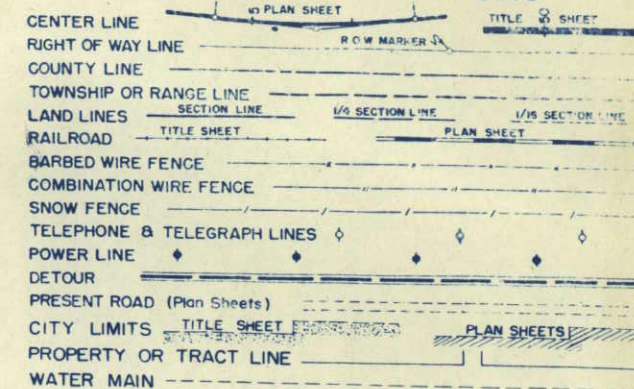 PLAN SHEET
CENTER LINE TITLE SHEET
RIGHT OF WAY LINE R O W MARKER
COUNTY LINE
TOWNSHIP OR RANGE LINE
LAND LINES SECTION LINE 1/4 SECTION LINE 1/16 SECTION LINE
RAILROAD TITLE SHEET PLAN SHEET
BARBED WIRE FENCE
COMBINATION WIRE FENCE
SNOW FENCE
TELEPHONE & TELEGRAPH LINES
POWER LINE
DETOUR
PRESENT ROAD (Plan Sheets)
CITY LIMITS TITLE SHEET PLAN SHEETS
PROPERTY OR TRACT LINE
WATER MAIN